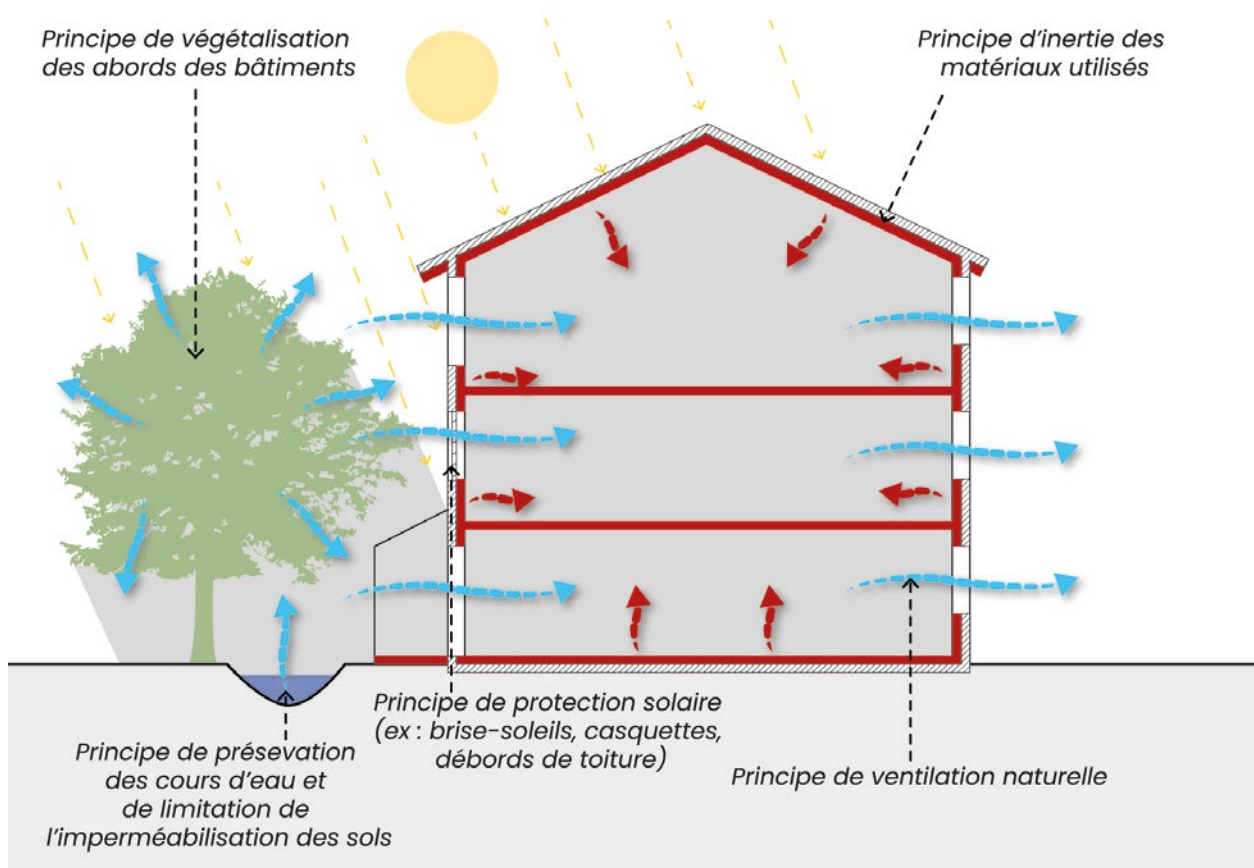 Principe de végétalisation
des abords des bâtiments
Principe d'inertie des
matériaux utilisés
Principe de protection solaire
(ex : brise-soleils, casquettes,
débords de toiture)
Principe de présevation
des cours d'eau et
de limitation de
l'imperméabilisation des sols
Principe de ventilation naturelle